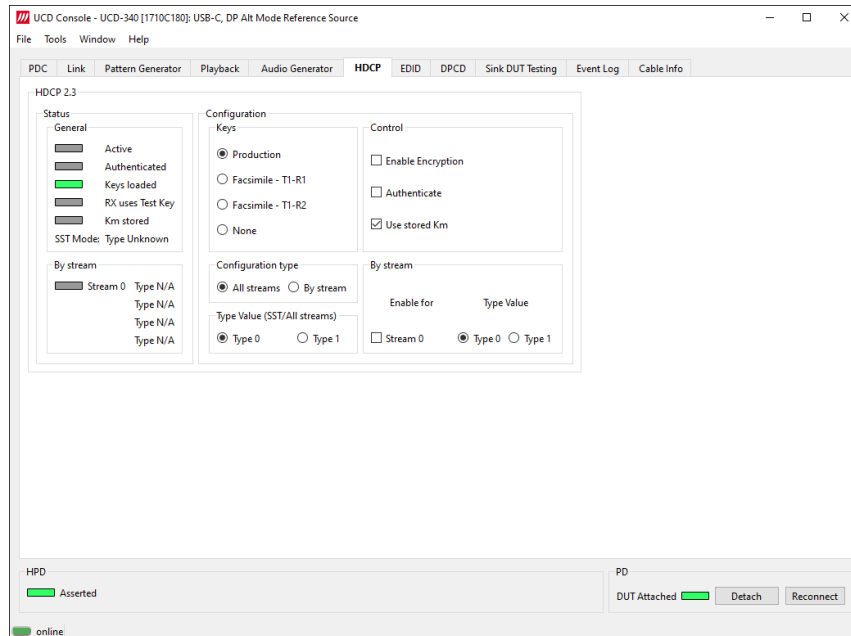 UCD Console - UCD-340 [1710C180]: USB-C, DP Alt Mode Reference Source
File Tools Window Help
PDC Link Pattern Generator Playback Audio Generator HDCP EDID DPCD Sink DUT Testing Event Log Cable Info
HDCP 2.3
Status
General
Active
Authenticated
Keys loaded
RX uses Test Key
Km stored
SST Mode: Type Unknown
By stream
Stream 0 Type N/A
Type N/A
Type N/A
Type N/A
Configuration
Keys
Production
Facsimile - T1-R1
Facsimile - T1-R2
None
Control
Enable Encryption
Authenticate
Use stored Km
Configuration type
All streams By stream
Type Value (SST/All streams)
Type 0 Type 1
By stream
Enable for Type Value
Stream 0 Type 0 Type 1
HPD
Asserted
PD
DUT Attached Detach Reconnect
online